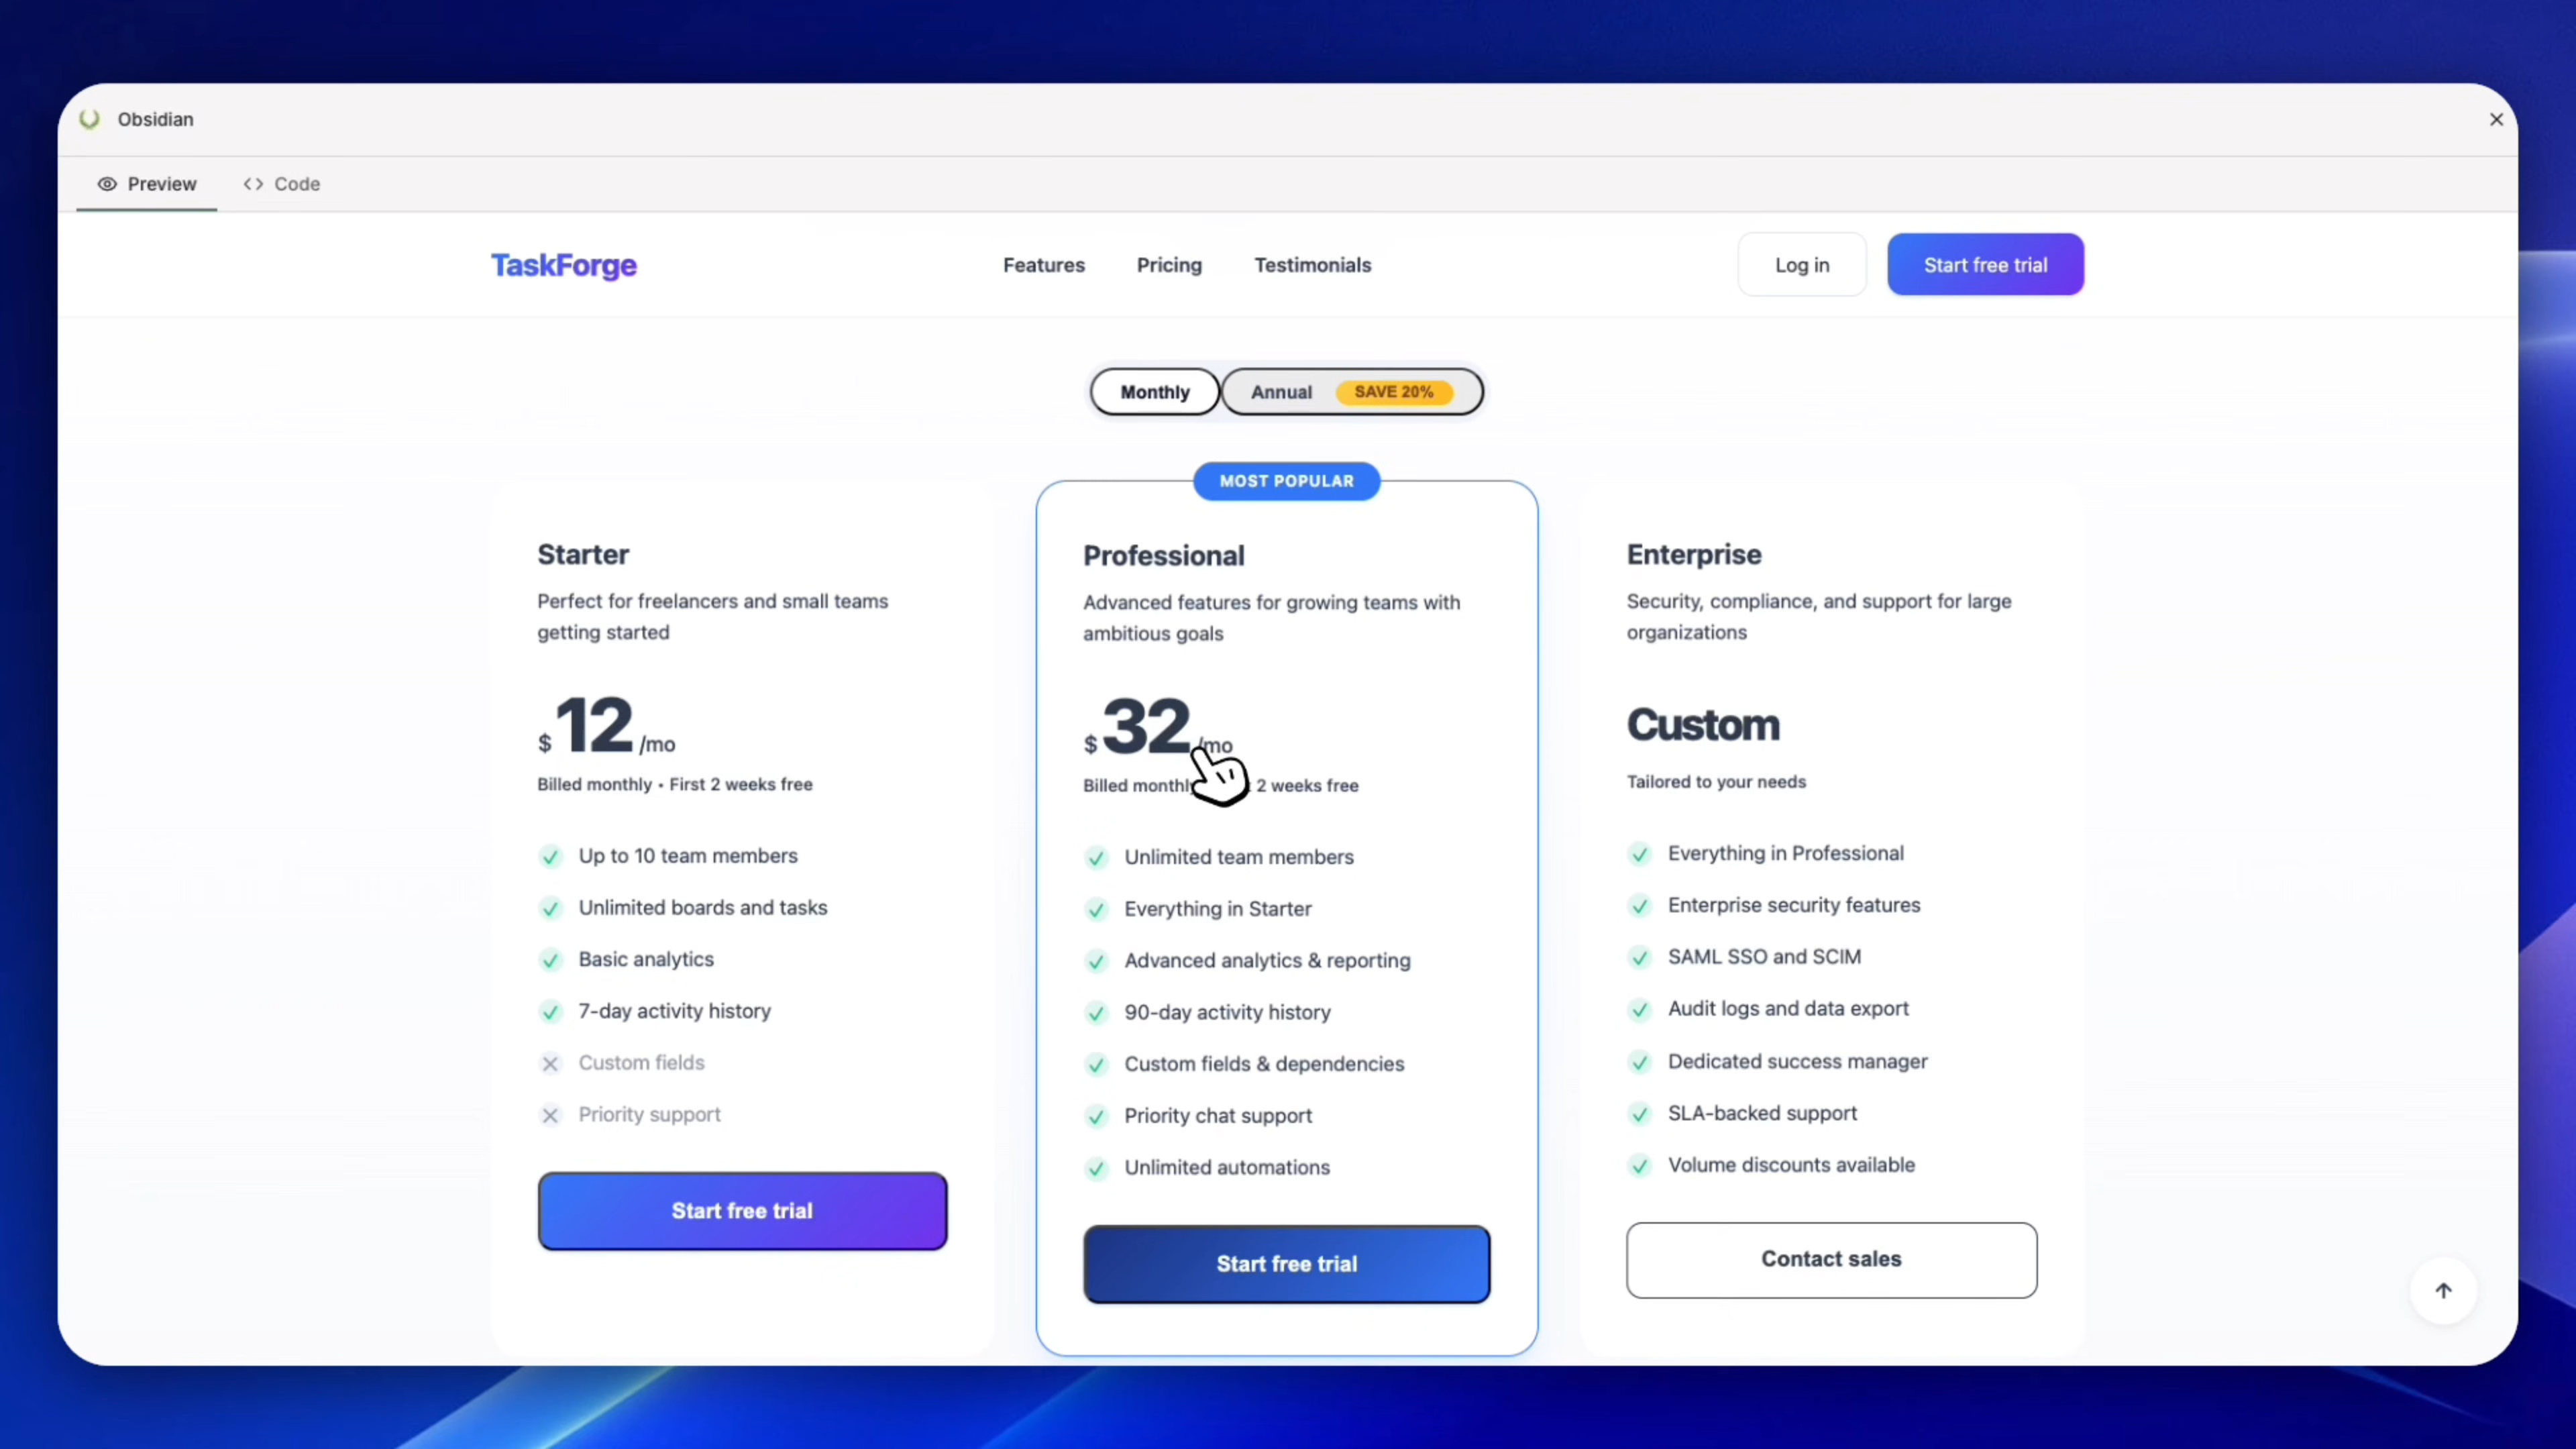 Obsidian
Preview
Code
TaskForge
Features
Pricing
Testimonials
Log in
Start free trial
Monthly
Annual
SAVE 20%
MOST POPULAR
Starter
Perfect for freelancers and small teams
getting started
$12/mo
Billed monthly • First 2 weeks free
Up to 10 team members
Unlimited boards and tasks
Basic analytics
7-day activity history
Custom fields
Priority support
Start free trial
Professional
Advanced features for growing teams with
ambitious goals
$32/mo
Billed monthly 2 weeks free
Unlimited team members
Everything in Starter
Advanced analytics & reporting
90-day activity history
Custom fields & dependencies
Priority chat support
Unlimited automations
Start free trial
Enterprise
Security, compliance, and support for large
organizations
Custom
Tailored to your needs
Everything in Professional
Enterprise security features
SAML SSO and SCIM
Audit logs and data export
Dedicated success manager
SLA-backed support
Volume discounts available
Contact sales